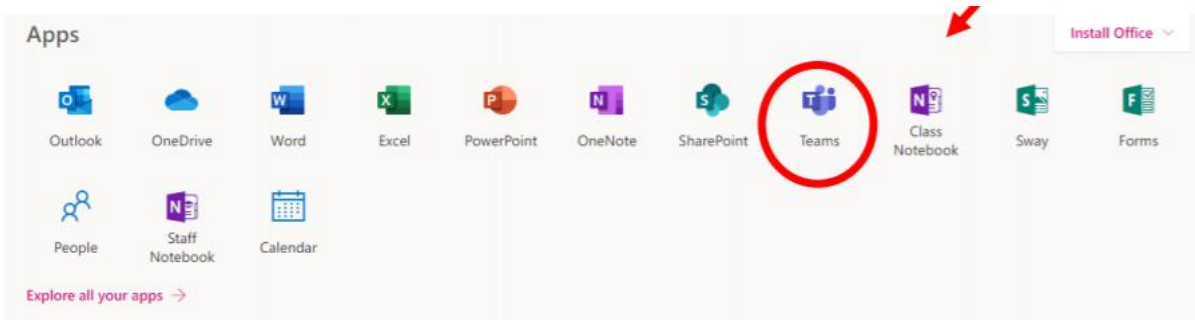 Apps
Install Office
Outlook
OneDrive
Word
Excel
PowerPoint
OneNote
SharePoint
Teams
Class
Notebook
Sway
Forms
People
Staff
Notebook
Calendar
Explore all your apps →